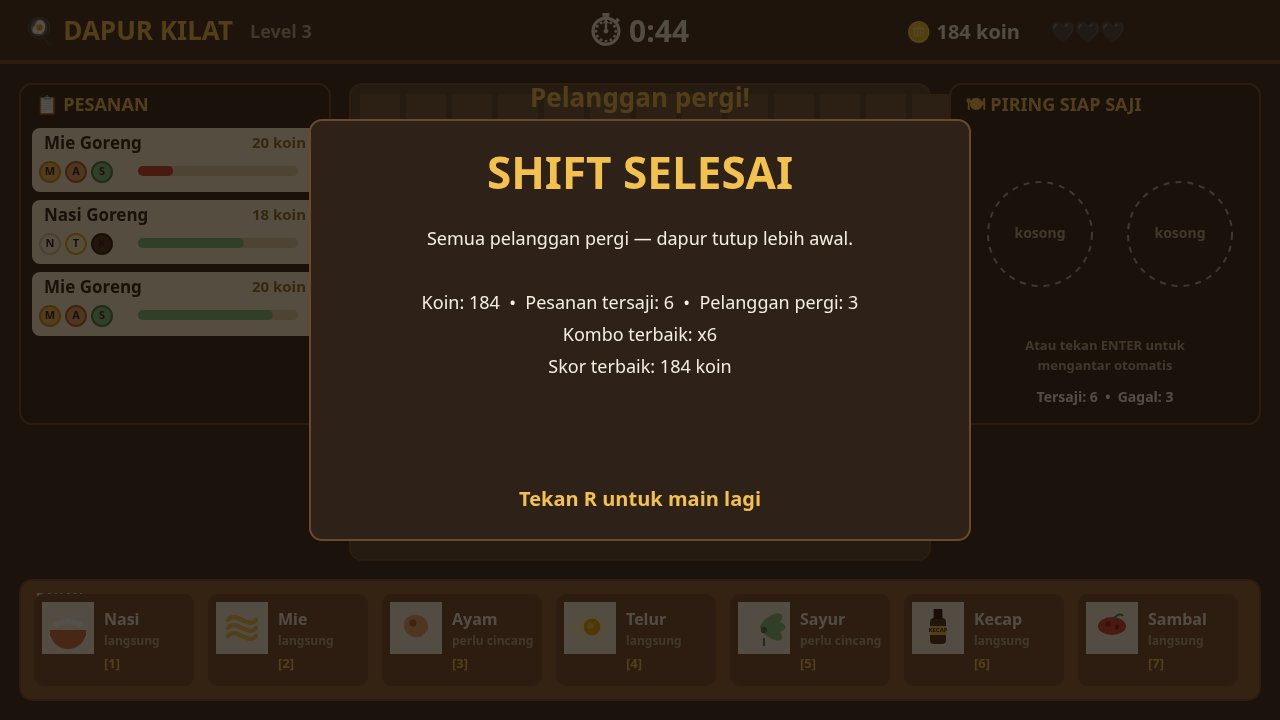 DAPUR KILAT Level 3
0:44
184 koin
PESANAN
Mie Goreng 20 koin
M A S
Nasi Goreng 18 koin
N T
Mie Goreng 20 koin
M A S
Pelanggan pergi!
SHIFT SELESAI
Semua pelanggan pergi — dapur tutup lebih awal.
Koin: 184 • Pesanan tersaji: 6 • Pelanggan pergi: 3
Kombo terbaik: x6
Skor terbaik: 184 koin
Tekan R untuk main lagi
PIRING SIAP SAJI
kosong kosong
Atau tekan ENTER untuk
mengantar otomatis
Tersaji: 6 • Gagal: 3
Nasi
langsung
[1]
Mie
langsung
[2]
Ayam
perlu cincang
[3]
Telur
langsung
[4]
Sayur
perlu cincang
[5]
KECAP
Kecap
langsung
[6]
Sambal
langsung
[7]